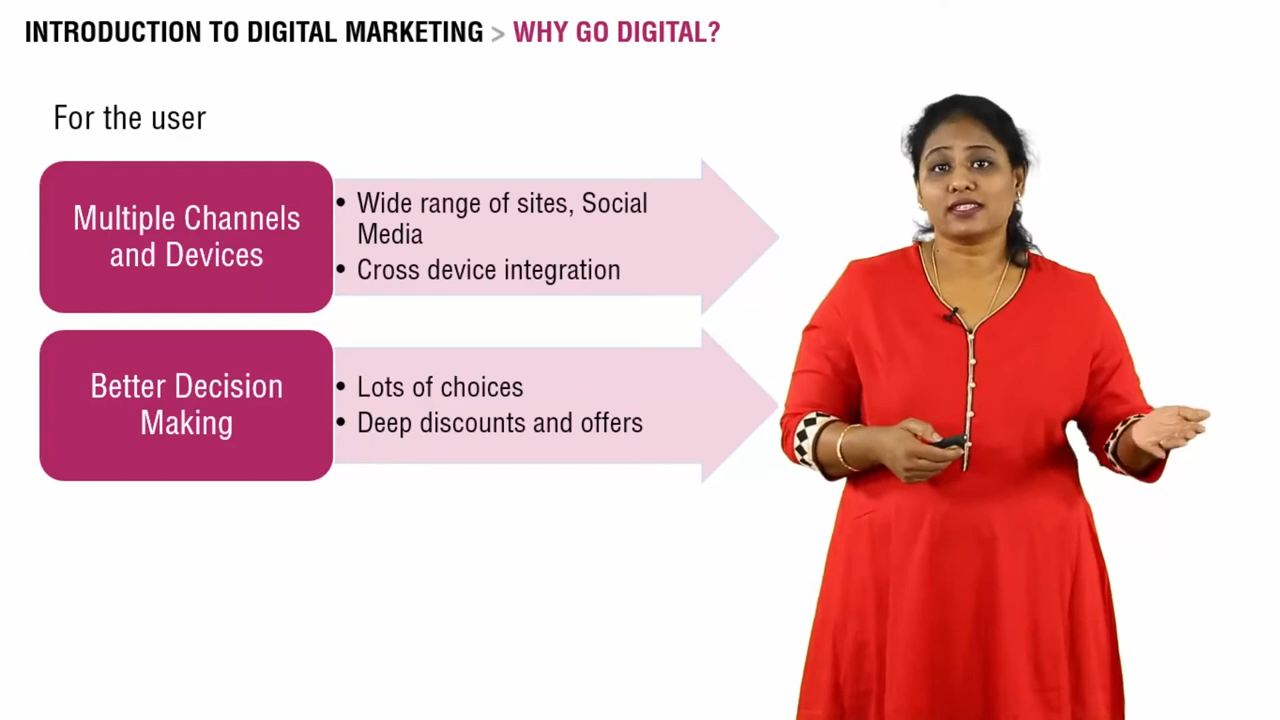 INTRODUCTION TO DIGITAL MARKETING > WHY GO DIGITAL?
For the user
Multiple Channels
and Devices
• Wide range of sites, Social
Media
• Cross device integration
Better Decision
Making
• Lots of choices
• Deep discounts and offers